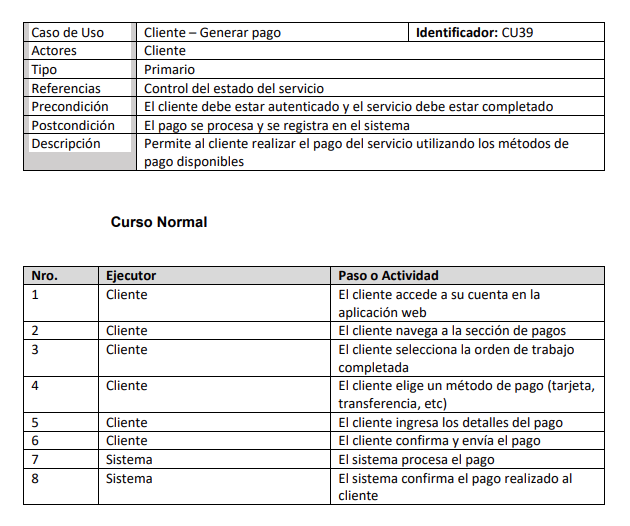 Caso de Uso Cliente – Generar pago Identificador: CU39
Actores Cliente
Tipo Primario
Referencias Control del estado del servicio
Precondición El cliente debe estar autenticado y el servicio debe estar completado
Postcondición El pago se procesa y se registra en el sistema
Descripción Permite al cliente realizar el pago del servicio utilizando los métodos de
pago disponibles
Curso Normal
Nro. Ejecutor Paso o Actividad
1 Cliente El cliente accede a su cuenta en la
aplicación web
2 Cliente El cliente navega a la sección de pagos
3 Cliente El cliente selecciona la orden de trabajo
completada
4 Cliente El cliente elige un método de pago (tarjeta,
transferencia, etc)
5 Cliente El cliente ingresa los detalles del pago
6 Cliente El cliente confirma y envía el pago
7 Sistema El sistema procesa el pago
8 Sistema El sistema confirma el pago realizado al
cliente